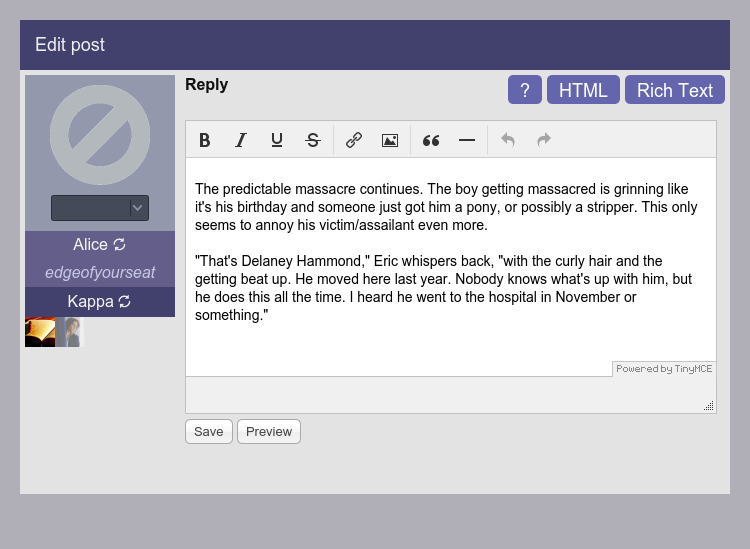 Edit post
Reply
? HTML Rich Text
B I U S
Alice
edgeofyourseat
Kappa
The predictable massacre continues. The boy getting massacred is grinning like
it's his birthday and someone just got him a pony, or possibly a stripper. This only
seems to annoy his victim/assailant even more.
"That's Delaney Hammond," Eric whispers back, "with the curly hair and the
getting beat up. He moved here last year. Nobody knows what's up with him, but
he does this all the time. I heard he went to the hospital in November or
something."
Powered by TinyMCE
Save Preview